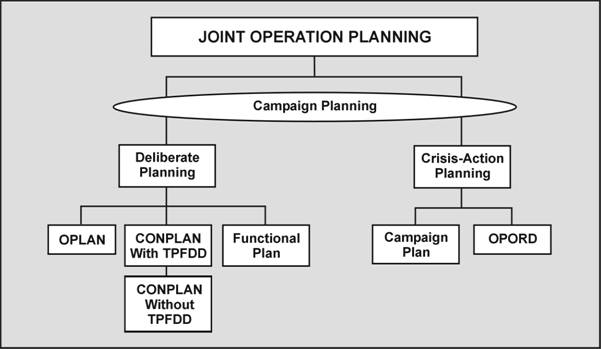 JOINT OPERATION PLANNING
Campaign Planning
Deliberate
Planning
Crisis-Action
Planning
OPLAN
CONPLAN
With TPFDD
Functional
Plan
Campaign
Plan
OPORD
CONPLAN
Without
TPFDD